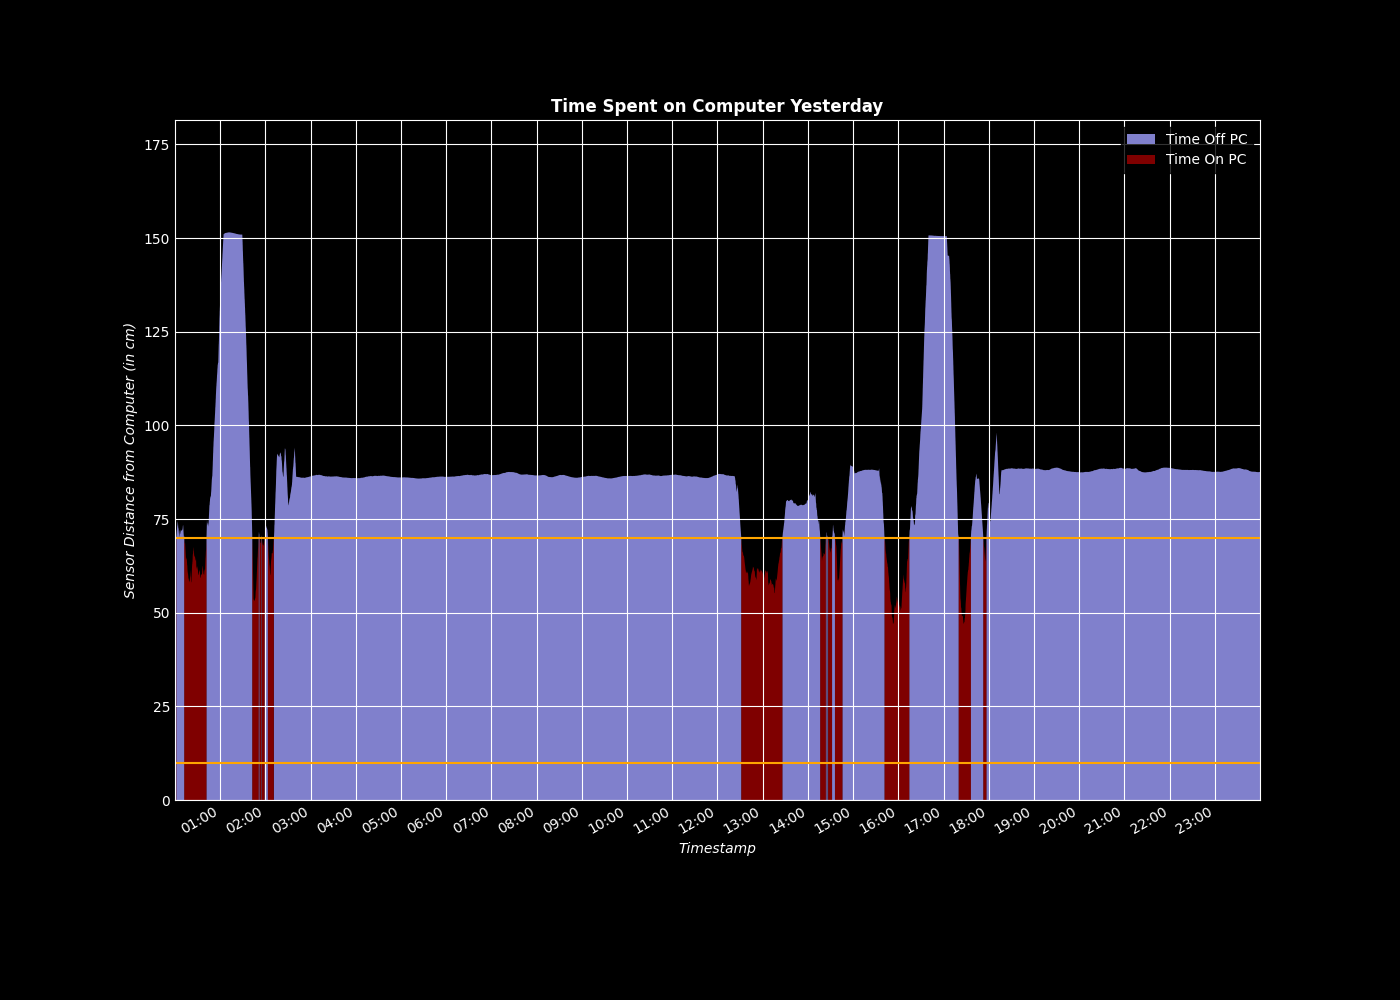 Time Spent on Computer Yesterday
Time Off PC
Time On PC
175
150
125
100
75
50
25
0
Sensor Distance from Computer (in cm)
01:00 02:00 03:00 04:00 05:00 06:00 07:00 08:00 09:00 10:00 11:00 12:00 13:00 14:00 15:00 16:00 17:00 18:00 19:00 20:00 21:00 22:00 23:00
Timestamp